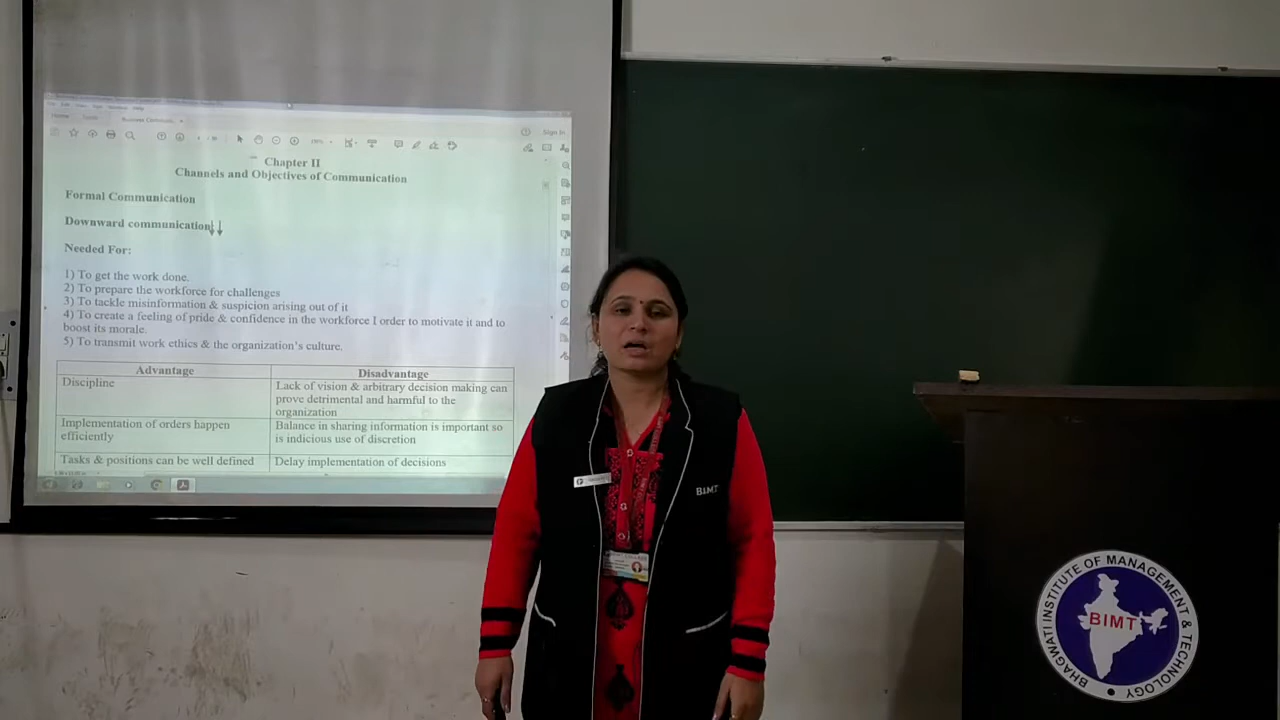 Sign In
Chapter II
Channels and Objectives of Communication
Formal Communication
Downward communication↓↓
Needed For:
1) To get the work done.
2) To prepare the workforce for challenges
3) To tackle misinformation & suspicion arising out of it
4) To create a feeling of pride & confidence in the workforce I order to motivate it and to
boost its morale.
5) To transmit work ethics & the organization's culture.
Advantage Disadvantage
Discipline Lack of vision & arbitrary decision making can
prove detrimental and harmful to the
organization
Implementation of orders happen Balance in sharing information is important so
efficiently is indicious use of discretion
Tasks & positions can be well defined Delay implementation of decisions
BIMT
BHAGWATI INSTITUTE OF MANAGEMENT & TECHNOLOGY
BIMT